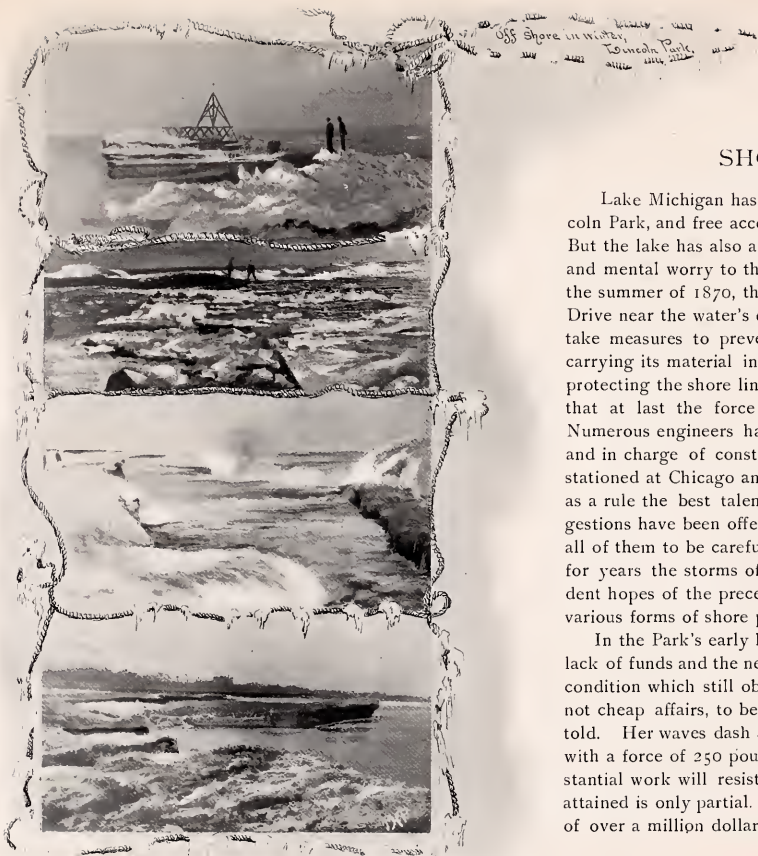 Off Shore in Winter,
Lincoln Park,
SH
Lake Michigan has
coln Park, and free acc
But the lake has also a
and mental worry to th
the summer of 1870, th
Drive near the water's
take measures to preve
carrying its material in
protecting the shore lin
that at last the force
Numerous engineers ha
and in charge of const
stationed at Chicago an
as a rule the best talen
gestions have been offe
all of them to be carefu
for years the storms of
dent hopes of the prece
various forms of shore
In the Park's early
lack of funds and the ne
condition which still ob
not cheap affairs, to be
told. Her waves dash
with a force of 250 pou
stantial work will resist
attained is only partial.
of over a million dollar